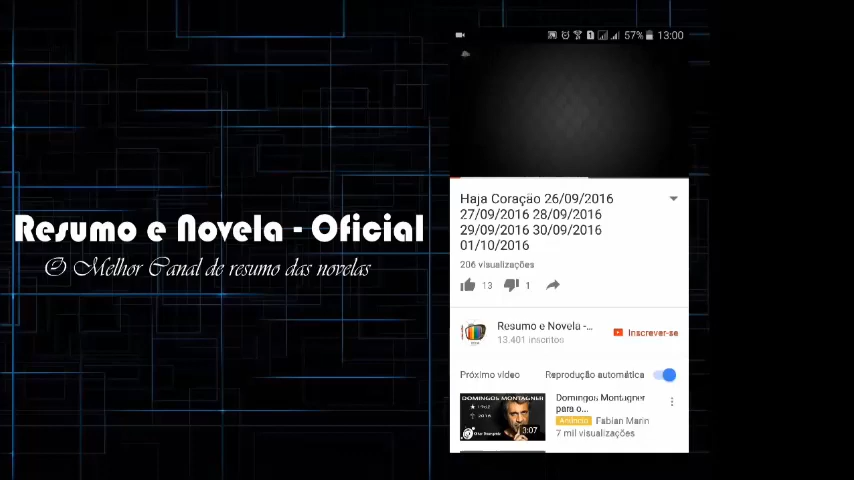 Resumo e Novela - Oficial
O Melhor Canal de resumo das novelas
57% 13:00
Haja Coração 26/09/2016
27/09/2016 28/09/2016
29/09/2016 30/09/2016
01/10/2016
206 visualizações
13 1
Resumo e Novela -...
Inscrever-se
13.401 inscritos
Próximo vídeo Reprodução automática
DOMINGOS MONTAGNER
3:07
Domingos Montagner
para o...
Anúncio Fabian Marin
7 mil visualizações